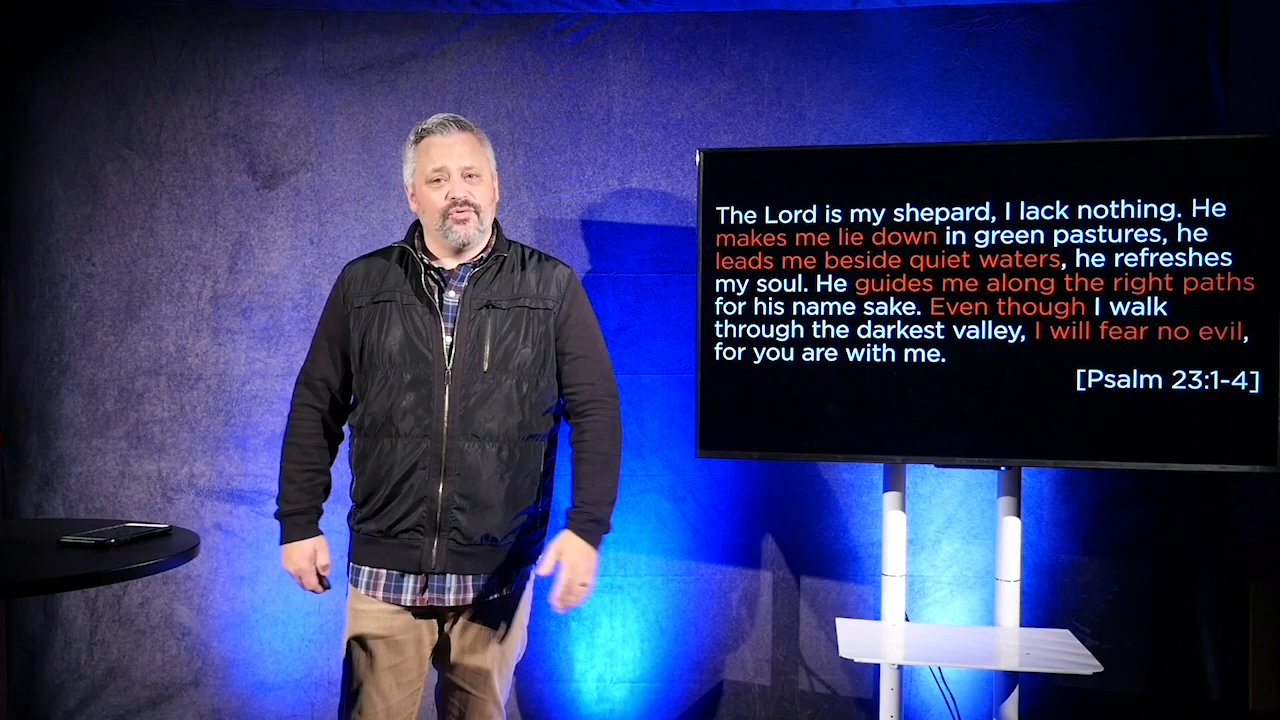 The Lord is my shepard, I lack nothing. He
makes me lie down in green pastures, he
leads me beside quiet waters, he refreshes
my soul. He guides me along the right paths
for his name sake. Even though I walk
through the darkest valley, I will fear no evil,
for you are with me.
[Psalm 23:1-4]